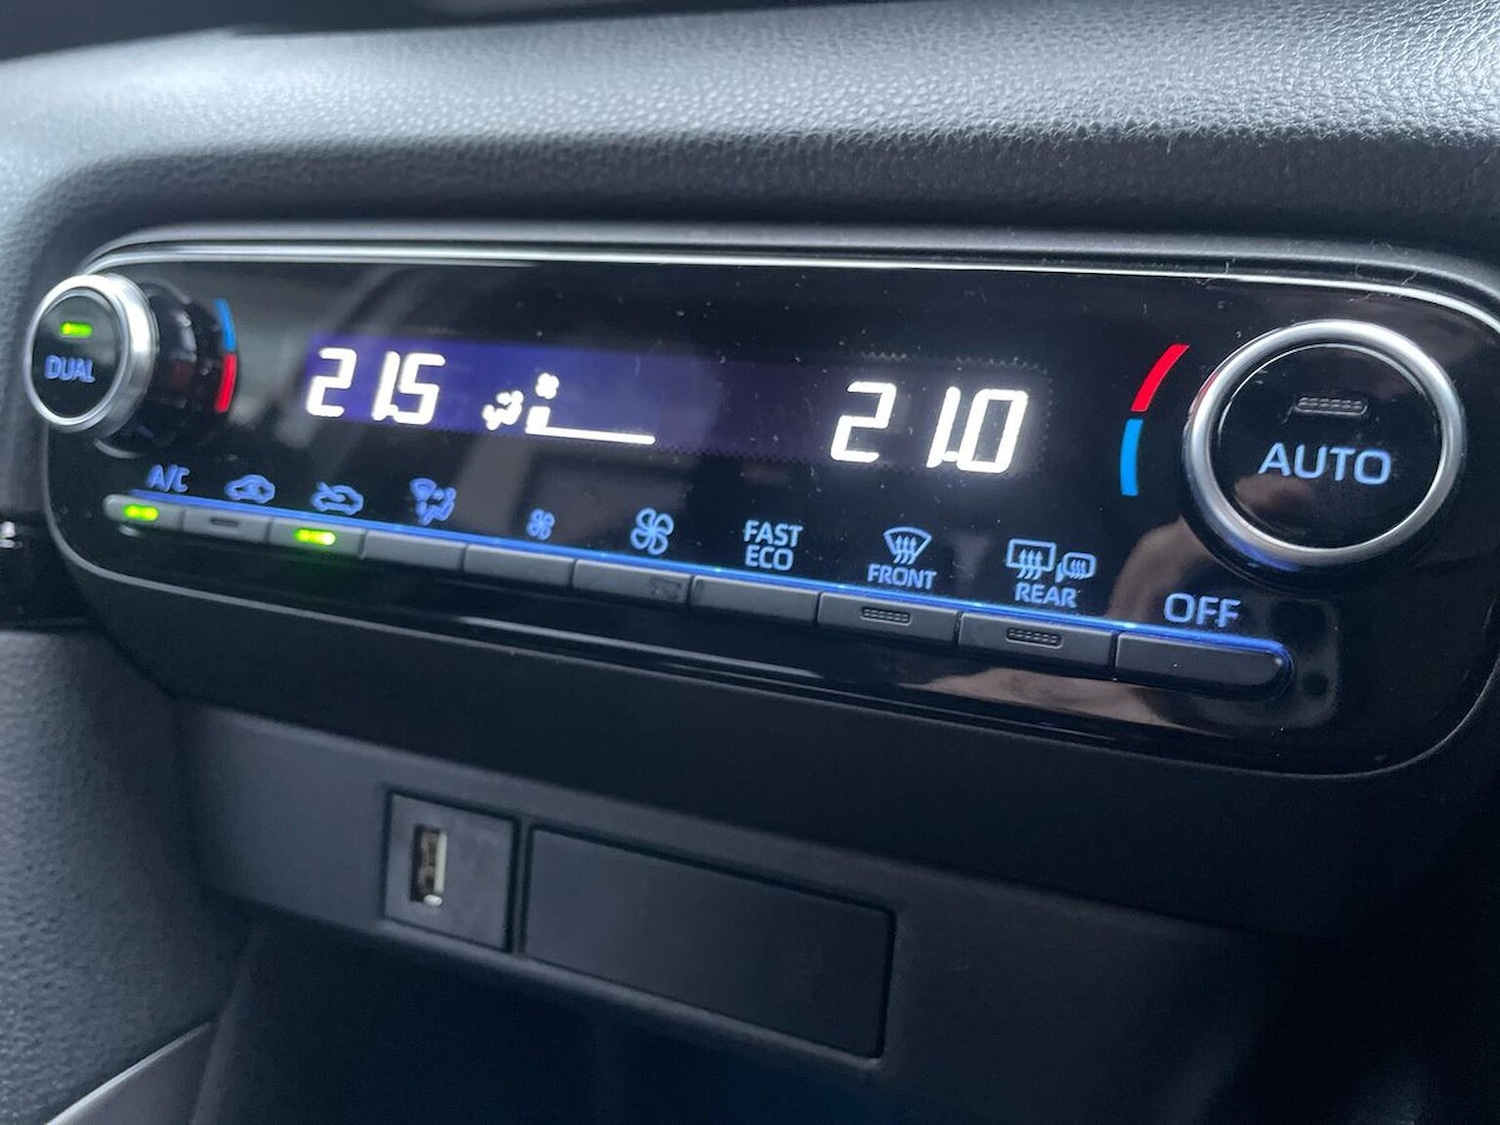 DUAL
21.5
21.0
AUTO
A/C
FAST
ECO
FRONT
REAR
OFF